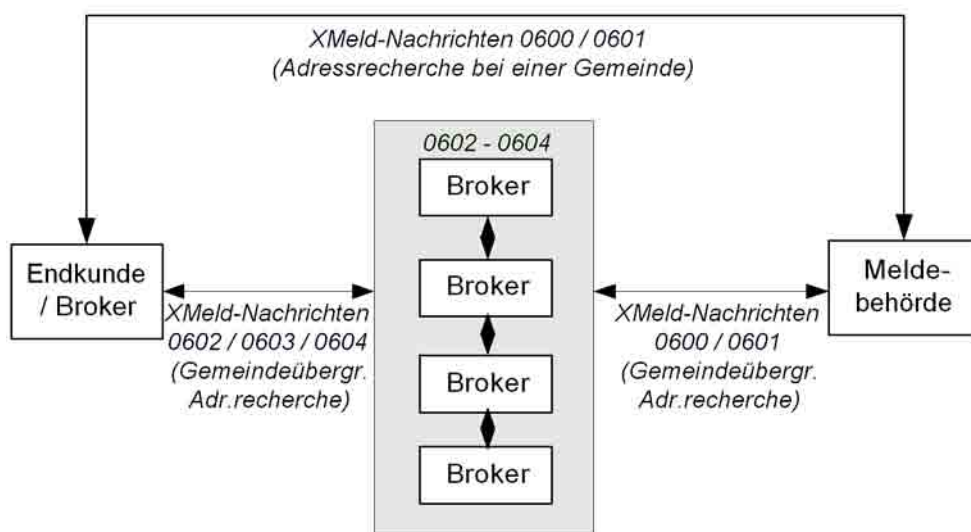 XMeld-Nachrichten 0600 / 0601
(Adressrecherche bei einer Gemeinde)
0602 - 0604
Broker
Broker
Broker
Broker
Endkunde
/ Broker
XMeld-Nachrichten
0602 / 0603 / 0604
(Gemeindeübergr.
Adr.recherche)
XMeld-Nachrichten
0600 / 0601
(Gemeindeübergr.
Adr.recherche)
Melde-
behörde